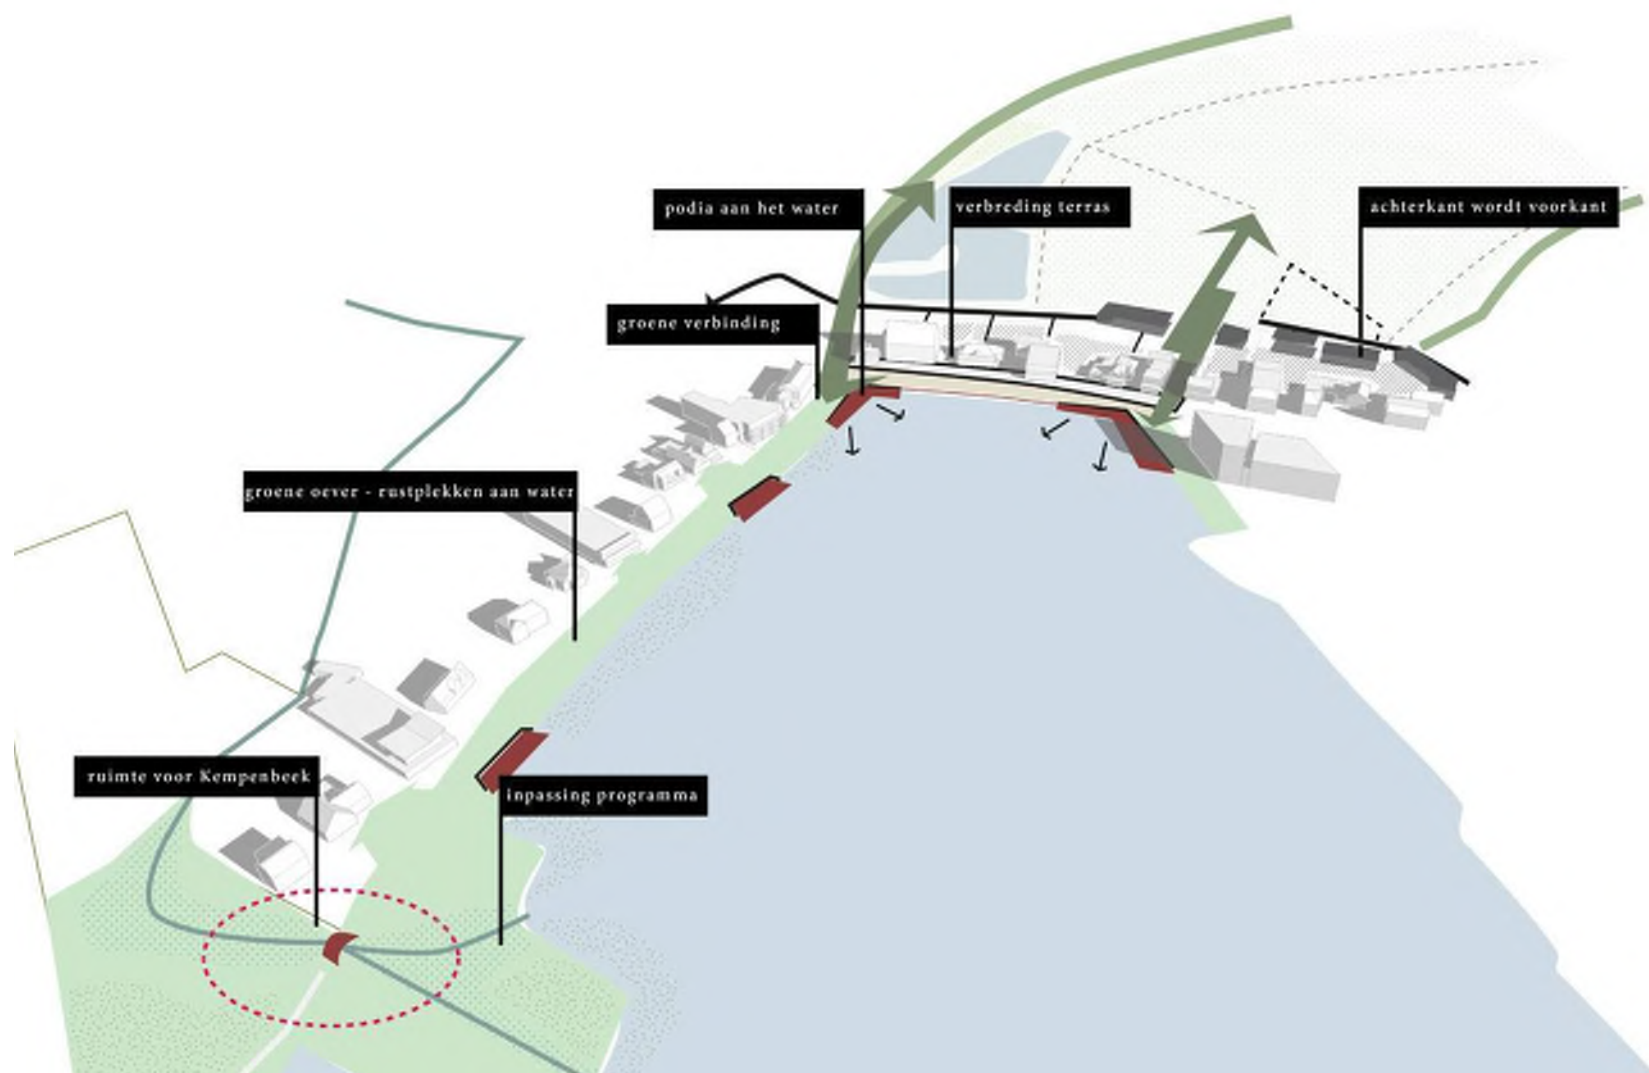 podia aan het water
verbreding terras
achterkant wordt voorkant
groene verbinding
groene oever - rustplekken aan water
ruimte voor Kempenbeek
inpassing programma